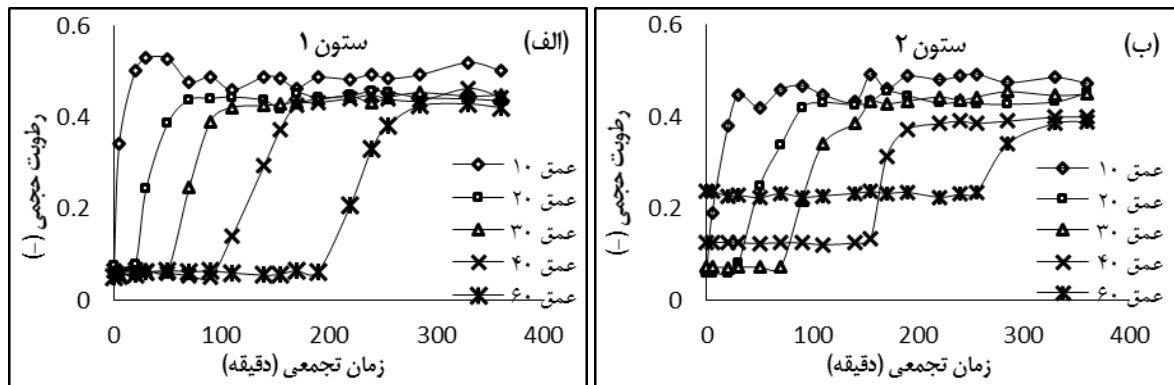 (الف)
ستون ۱
0.6
0.4
0.2
0
رطوبت حجمی (–)
عمق ۱۰
عمق ۲۰
عمق ۳۰
عمق ۴۰
عمق ۶۰
0 100 200 300 400
زمان تجمعی (دقیقه)
(ب)
ستون ۲
0.6
0.4
0.2
0
رطوبت حجمی (–)
عمق ۱۰
عمق ۲۰
عمق ۳۰
عمق ۴۰
عمق ۶۰
0 100 200 300 400
زمان تجمعی (دقیقه)